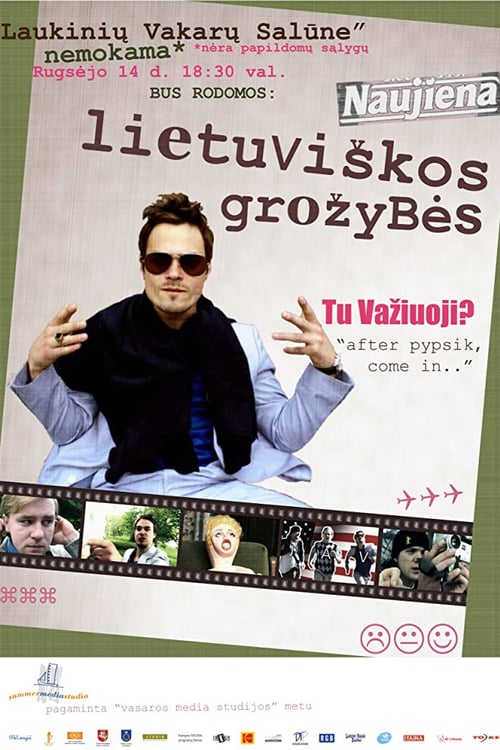 Laukinių Vakarų Salūne”
nemokama* *nėra papildomų sąlygų
Rugsėjo 14 d. 18:30 val.
BUS RODOMOS:
Naujiena
lietuviškos
grožybės
Tu Važiuoji?
“after pypsik,
come in..”
summermediastudio
pagaminta “vasaros media studijos” metu